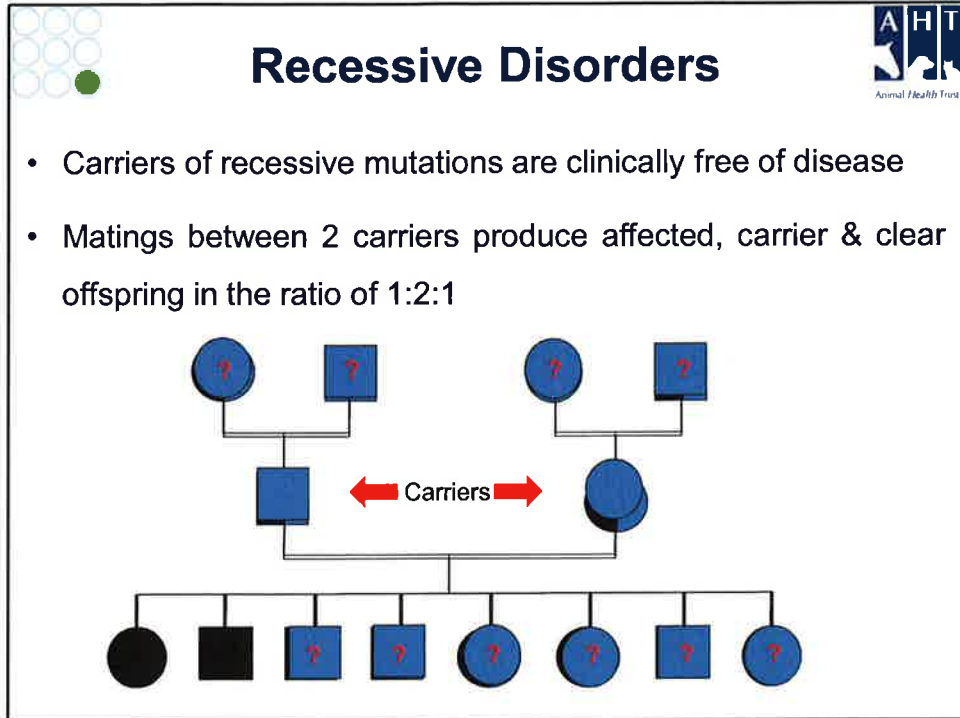 AHT
Recessive Disorders
Animal Health Trust
• Carriers of recessive mutations are clinically free of disease
• Matings between 2 carriers produce affected, carrier & clear
offspring in the ratio of 1:2:1
? ? ? ?
Carriers
? ? ? ? ? ?